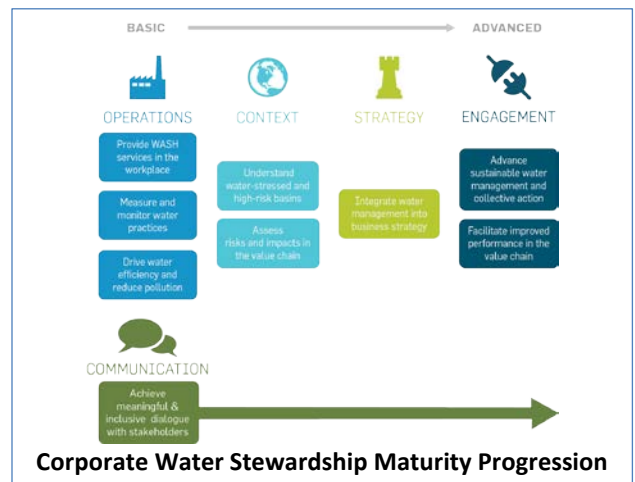 BASIC
ADVANCED
OPERATIONS
CONTEXT
STRATEGY
ENGAGEMENT
Provide WASH
services in the
workplace
Measure and
monitor water
practices
Drive water
efficiency and
reduce pollution
Understand
water-stressed and
high-risk basins
Assess
risks and impacts in
the value chain
Integrate water
management into
business strategy
Advance
sustainable water
management and
collective action
Facilitate improved
performance in the
value chain
COMMUNICATION
Achieve
meaningful &
inclusive dialogue
with stakeholders
Corporate Water Stewardship Maturity Progression